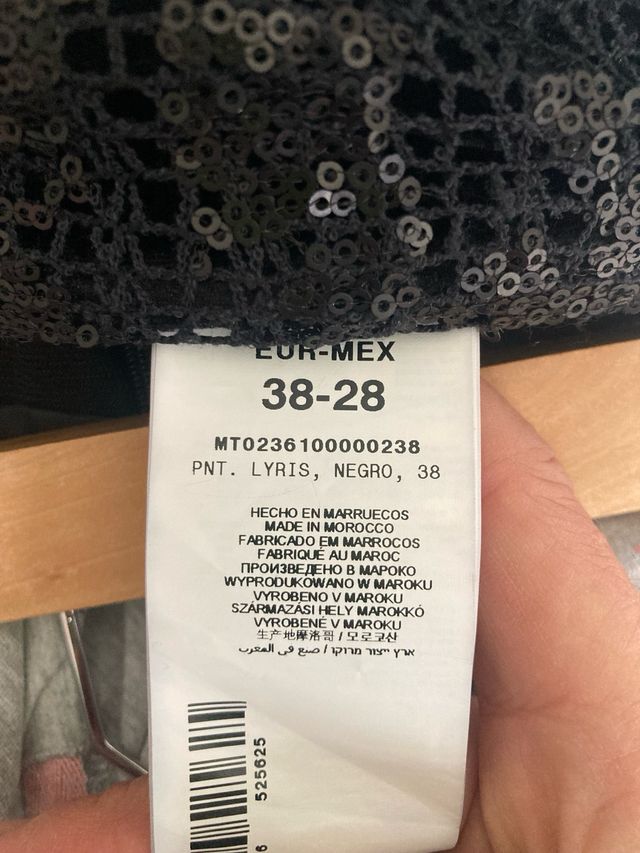 EUR-MEX
38-28
MT0236100000238
PNT. LYRIS, NEGRO, 38
HECHO EN MARRUECOS
MADE IN MOROCCO
FABRICADO EM MARROCOS
FABRIQUÉ AU MAROC
ПРОИЗВЕДЕНО В МАРОКО
WYPRODUKOWANO W MAROKU
VYROBENO V MAROKU
SZÁRMAZÁSI HELY MAROKKÓ
VYROBENÉ V MAROKU
生产地摩洛哥 / 모로코산
ארץ ייצור מרוקו / صنع في المغرب
525625
6